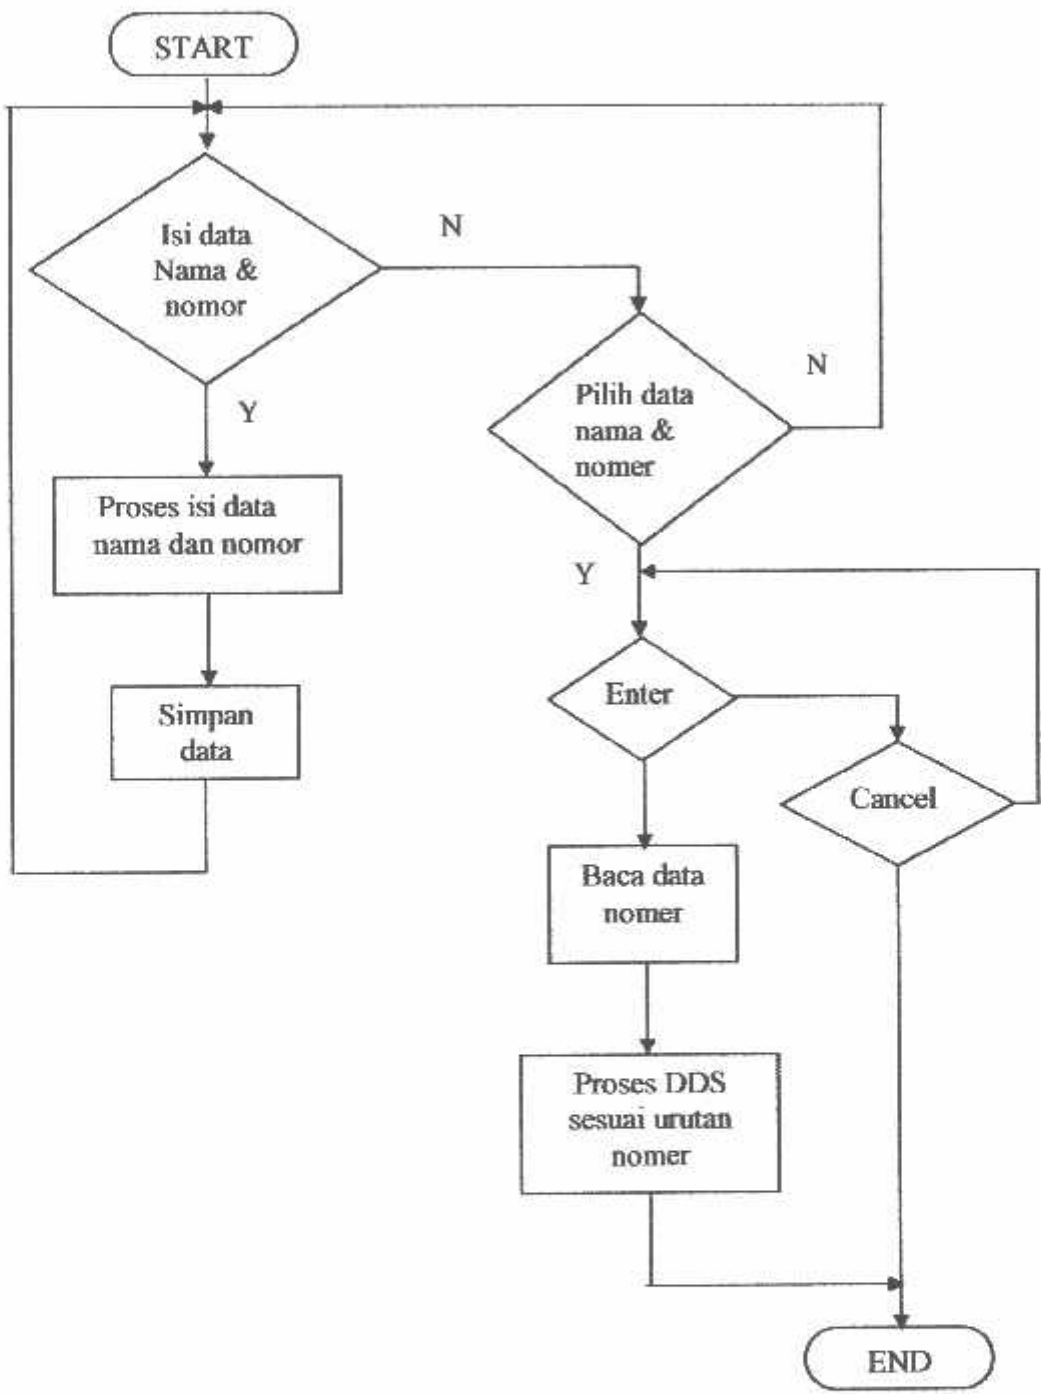 START
Isi data
Nama &
nomor
N
Y
Pilih data
nama &
nomer
N
Y
Proses isi data
nama dan nomor
Simpan
data
Enter
Cancel
Baca data
nomer
Proses DDS
sesuai urutan
nomer
END